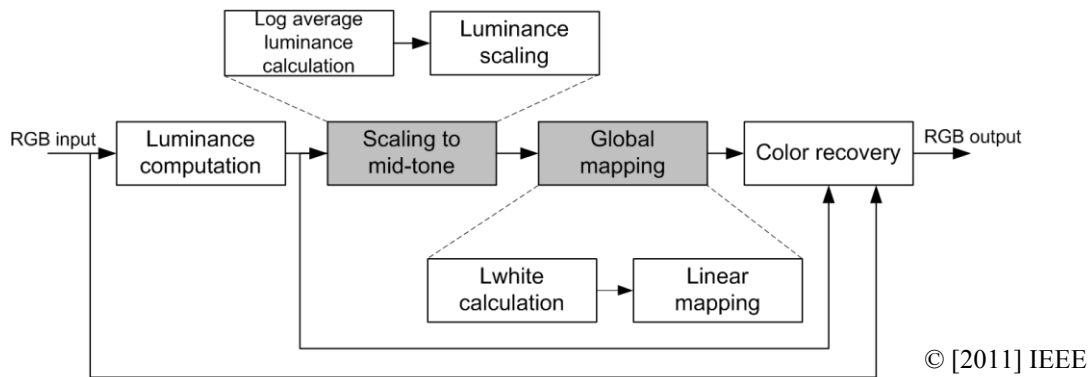 Log average
luminance
calculation
Luminance
scaling
RGB input
Luminance
computation
Scaling to
mid-tone
Global
mapping
Color recovery
RGB output
Lwhite
calculation
Linear
mapping
© [2011] IEEE